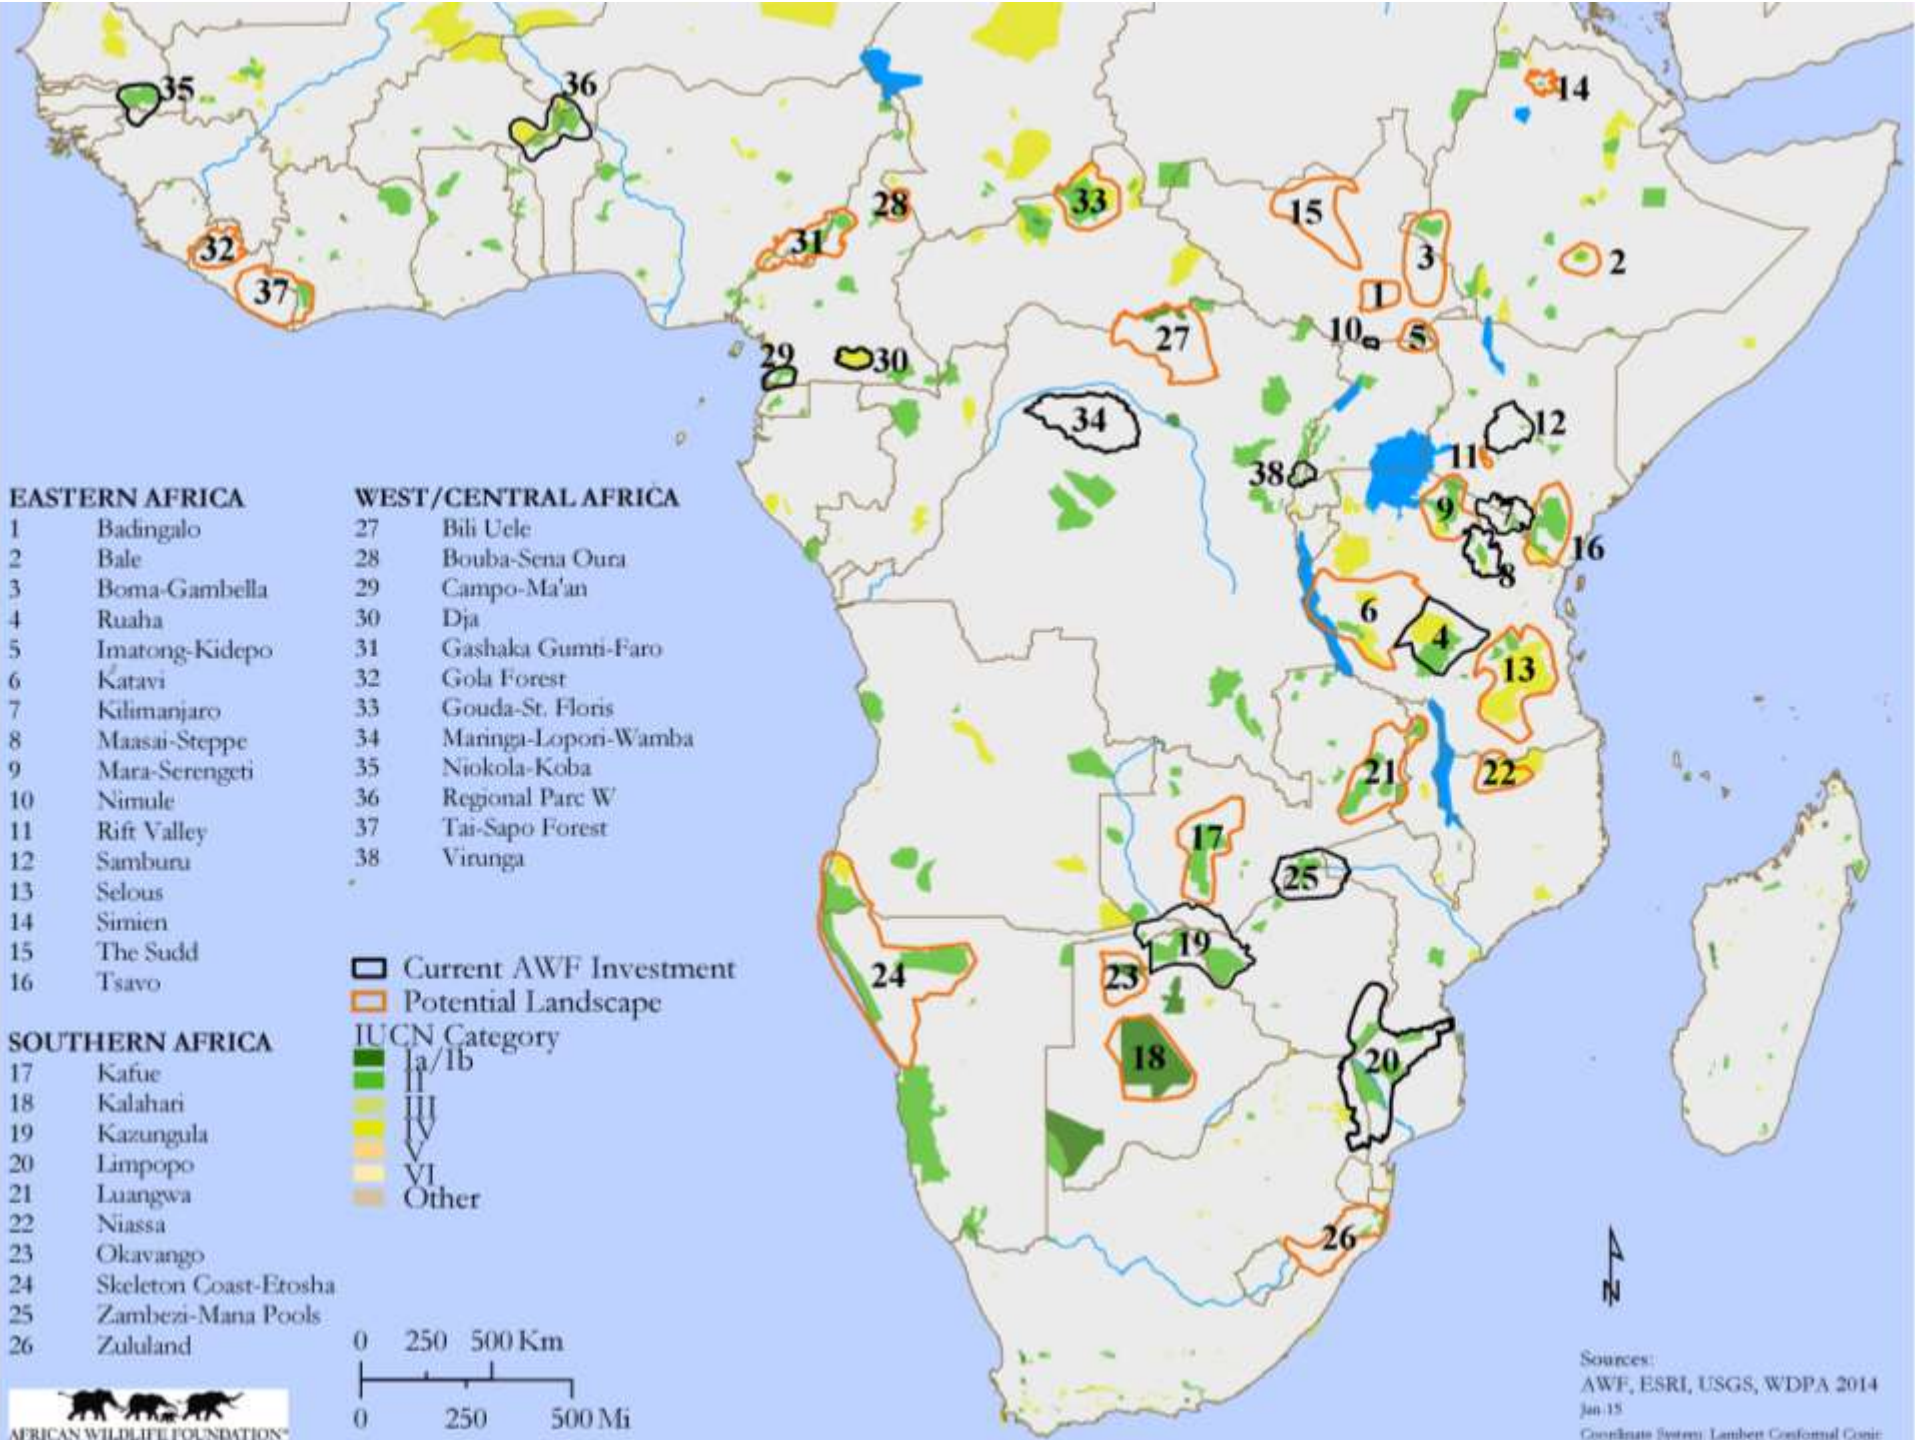 35
36
14
28
33
15
31
3
2
32
37
1
27
10
5
29
30
34
12
11
38
EASTERN AFRICA
1 Badingalo
2 Bale
3 Boma-Gambella
4 Ruaha
5 Imatong-Kidepo
6 Katavi
7 Kilimanjaro
8 Maasai-Steppe
9 Mara-Serengeti
10 Nimule
11 Rift Valley
12 Samburu
13 Selous
14 Simien
15 The Sudd
16 Tsavo
SOUTHERN AFRICA
17 Kafue
18 Kalahari
19 Kazungula
20 Limpopo
21 Luangwa
22 Niassa
23 Okavango
24 Skeleton Coast-Etosha
25 Zambezi-Mana Pools
26 Zululand
WEST/CENTRAL AFRICA
27 Bili Uele
28 Bouba-Sena Oura
29 Campo-Ma'an
30 Dja
31 Gashaka Gumti-Faro
32 Gola Forest
33 Gouda-St. Floris
34 Maringa-Lopori-Wamba
35 Niokola-Koba
36 Regional Parc W
37 Tai-Sapo Forest
38 Virunga
Current AWF Investment
Potential Landscape
IUCN Category
Ia/Ib
II
III
IV
V
VI
Other
9
7
16
8
6
4
13
21
22
17
25
19
24
23
18
20
26
N
0 250 500 Km
0 250 500 Mi
AFRICAN WILDLIFE FOUNDATION®
Sources:
AWF, ESRI, USGS, WDPA 2014
Jan-15
Coordinate System: Lambert Conformal Conic